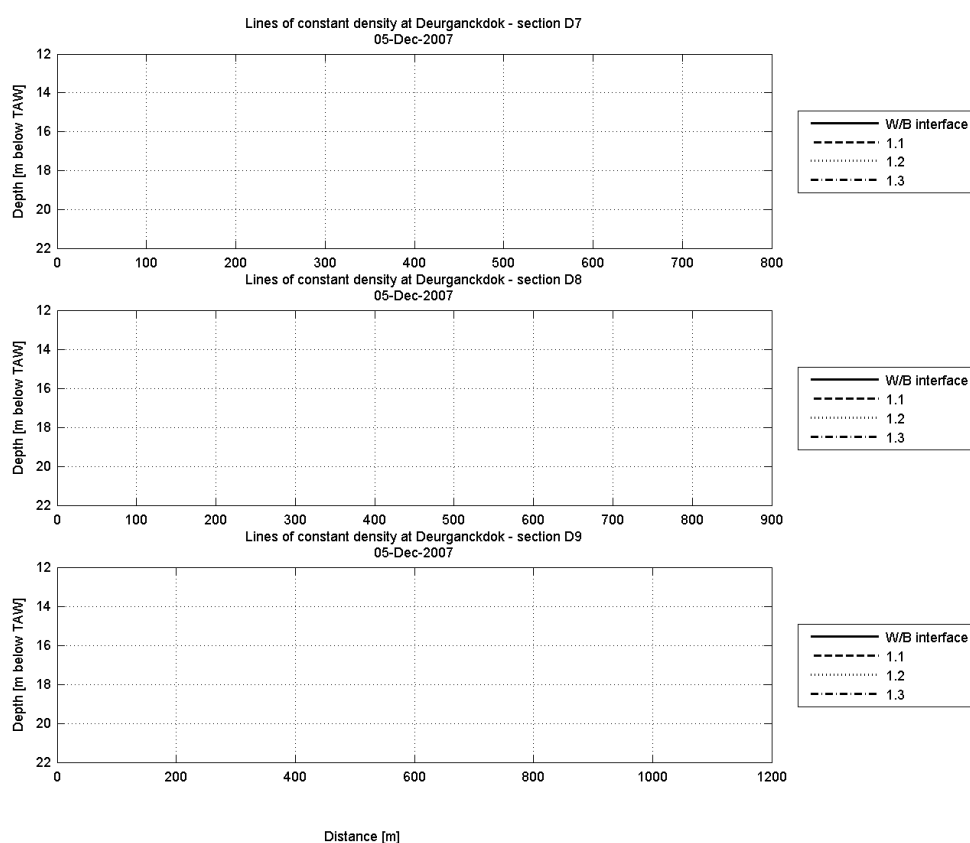 Lines of constant density at Deurganckdok - section D7
05-Dec-2007
12
14
16
18
20
22
Depth [m below TAW]
0 100 200 300 400 500 600 700 800
W/B interface
1.1
1.2
1.3
Lines of constant density at Deurganckdok - section D8
05-Dec-2007
12
14
16
18
20
22
Depth [m below TAW]
0 100 200 300 400 500 600 700 800 900
W/B interface
1.1
1.2
1.3
Lines of constant density at Deurganckdok - section D9
05-Dec-2007
12
14
16
18
20
22
Depth [m below TAW]
0 200 400 600 800 1000 1200
W/B interface
1.1
1.2
1.3
Distance [m]